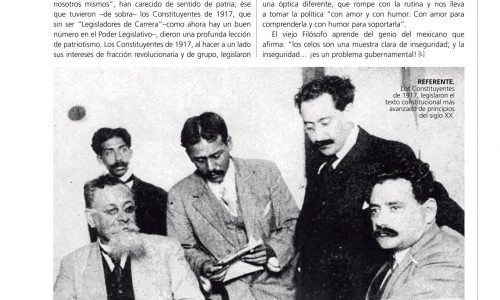 nosotros mismos", han carecido de sentido de patria; ése
que tuvieron –de sobra– los Constituyentes de 1917, que
sin ser "Legisladores de Carrera"–como ahora hay un buen
número en el Poder Legislativo–, dieron una profunda lección
de patriotismo. Los Constituyentes de 1917, al hacer a un lado
sus intereses de fracción revolucionaria y de grupo, legislaron
una óptica diferente, que rompe con la rutina y nos lleva
a tomar la política "con amor y con humor. Con amor para
comprenderla y con humor para soportarla".
El viejo Filósofo aprende del genio del mexicano que
afirma: "los celos son una muestra clara de inseguridad; y la
inseguridad… ¡es un problema gubernamental!
REFERENTE.
Los Constituyentes
de 1917, legislaron el
texto constitucional más
avanzado de principios
del siglo XX.